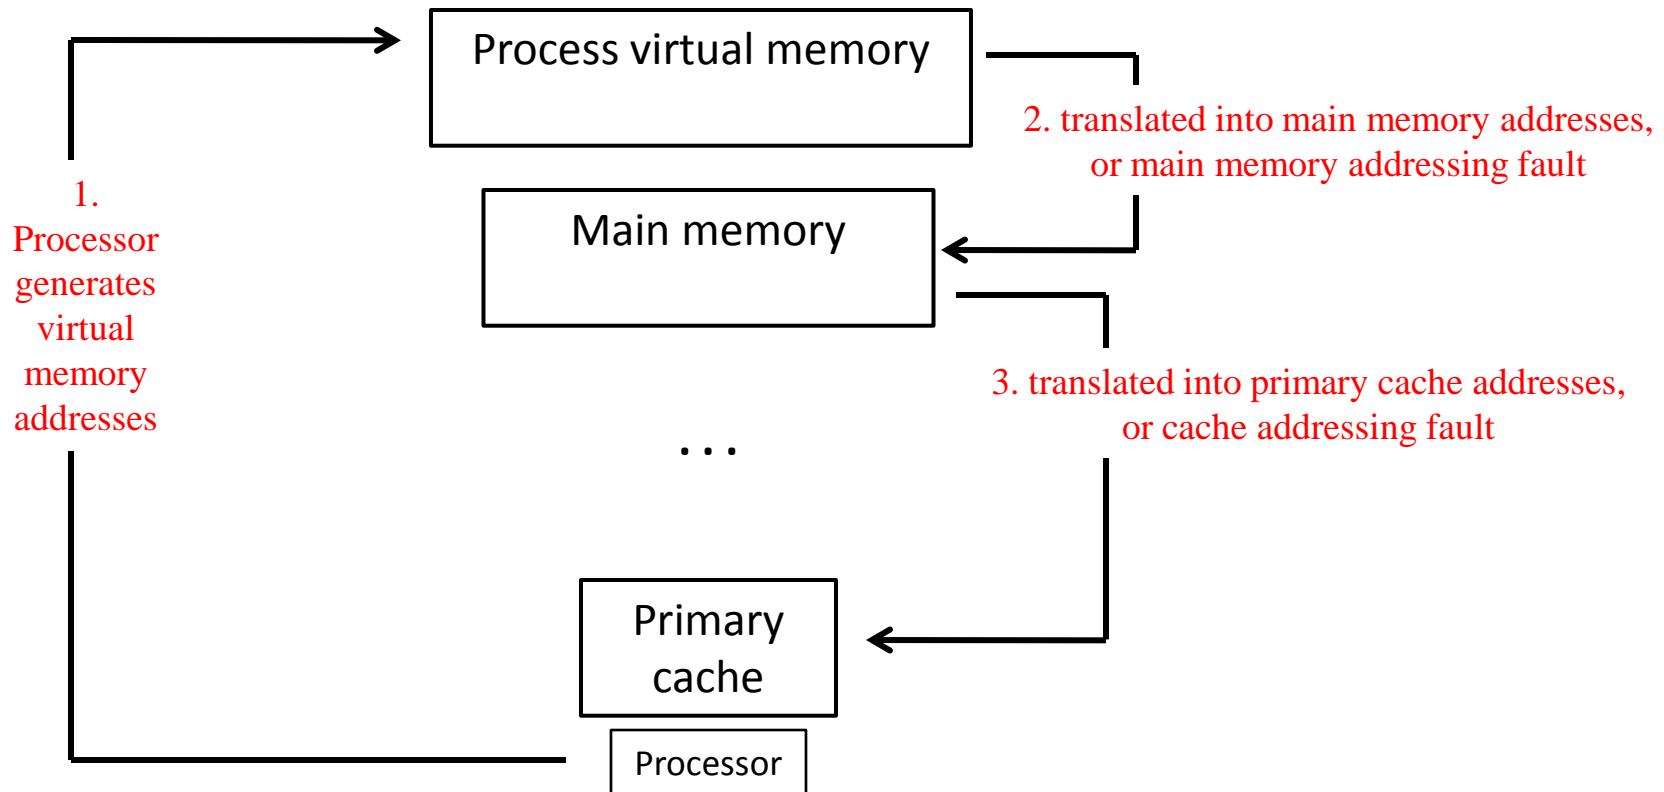 Process virtual memory
2. translated into main memory addresses,
or main memory addressing fault
1.
Processor
generates
virtual
memory
addresses
Main memory
3. translated into primary cache addresses,
or cache addressing fault
...
Primary
cache
Processor